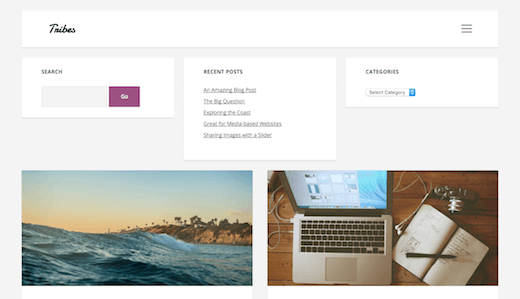 Tribes
SEARCH
Go
RECENT POSTS
An Amazing Blog Post
The Big Question
Exploring the Coast
Great for Media-based Websites
Sharing Images with a Slider
CATEGORIES
Select Category